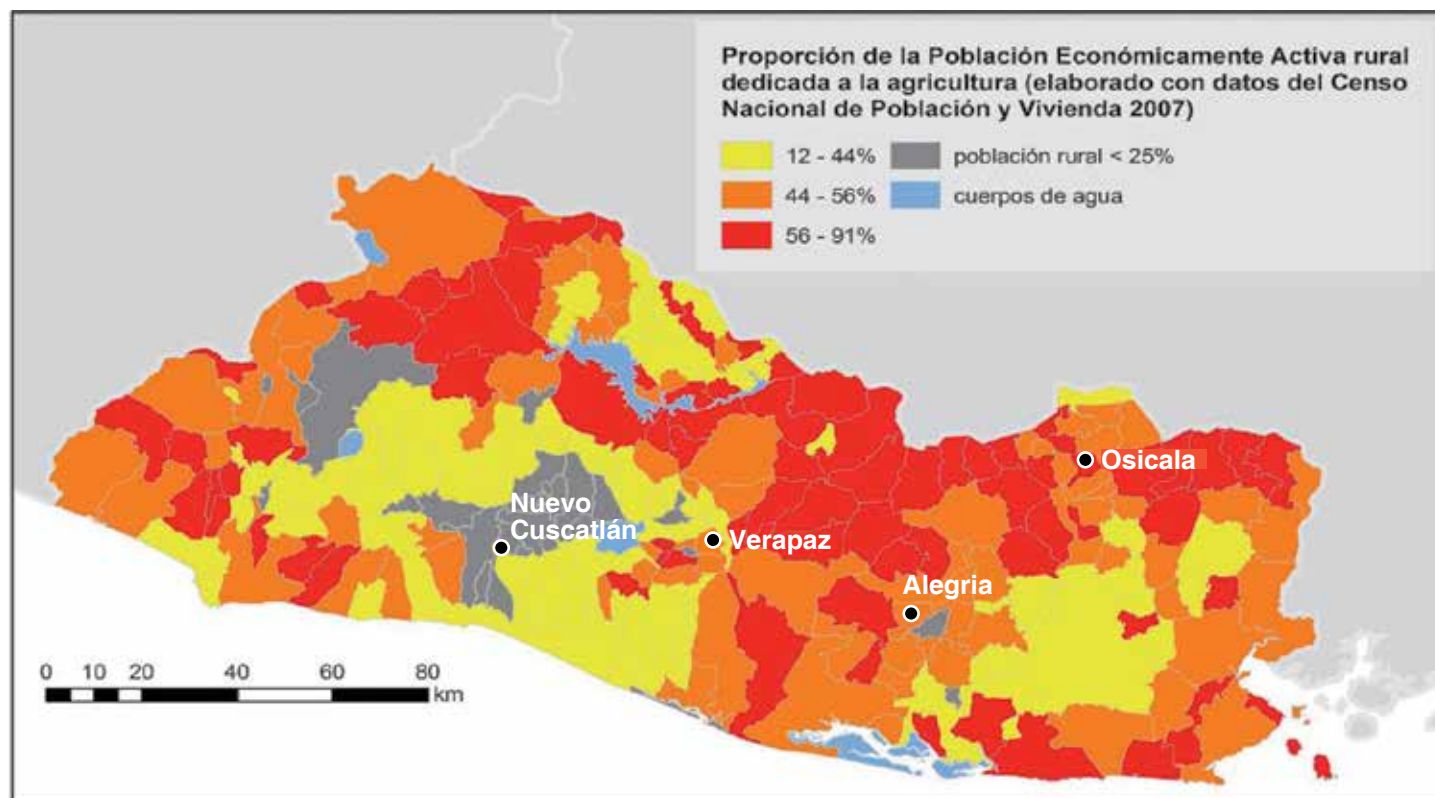 Proporción de la Población Económicamente Activa rural
dedicada a la agricultura (elaborado con datos del Censo
Nacional de Población y Vivienda 2007)
12 - 44%
población rural < 25%
44 - 56%
cuerpos de agua
56 - 91%
Osicala
Nuevo
Cuscatlán
Verapaz
Alegria
0 10 20 40 60 80
km